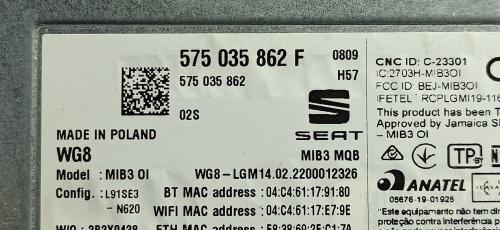 575 035 862 F
0809
575 035 862
H57
02S
SEAT
MADE IN POLAND
WG8
MIB3 MQB
Model : MIB3 OI
WG8-LGM14.02.2200012326
Config. : L91SE3
- N620
BT MAC address : 04:C4:61:17:91:80
WIFI MAC address : 04:C4:61:17:E7:9E
CNC ID: C-23301
IC:2703H-MIB3OI
FCC ID: BEJ-MIB3OI
IFETEL: RCPLGMI19-116
This product has been T
Approved by Jamaica S
– MIB3 OI
TP
ANATEL
05676-19-01925
"Este equipamento não tem di
proteção contra interferência